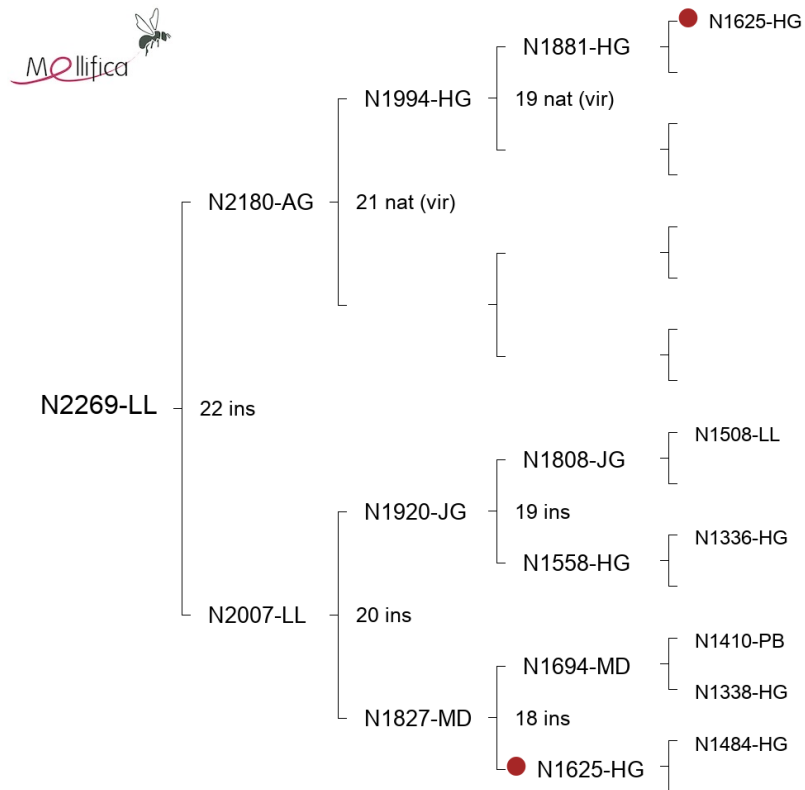 Mellifica
N1625-HG
N1881-HG
N1994-HG
19 nat (vir)
N2180-AG
21 nat (vir)
N2269-LL
22 ins
N1508-LL
N1808-JG
N1920-JG
19 ins
N1336-HG
N1558-HG
N2007-LL
20 ins
N1410-PB
N1694-MD
N1338-HG
N1827-MD
18 ins
N1484-HG
N1625-HG